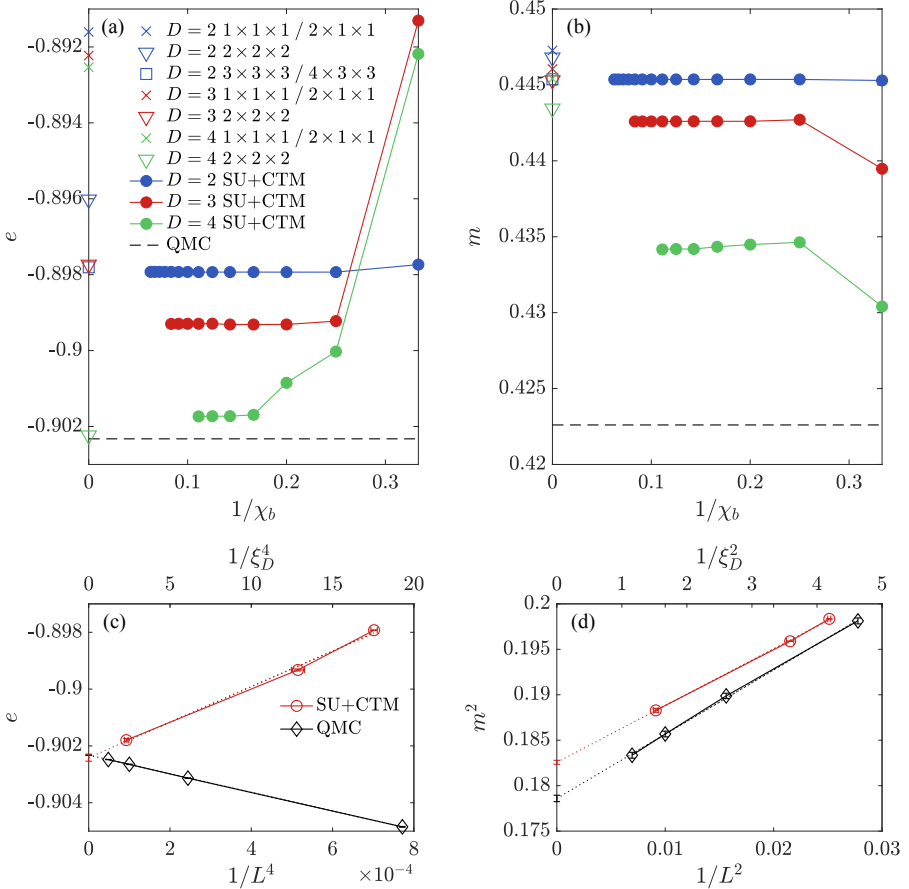 (a)
-0.892
-0.894
-0.896
-0.898
-0.9
-0.902
e
D = 2 1×1×1 / 2×1×1
D = 2 2×2×2
D = 2 3×3×3 / 4×3×3
D = 3 1×1×1 / 2×1×1
D = 3 2×2×2
D = 4 1×1×1 / 2×1×1
D = 4 2×2×2
D = 2 SU+CTM
D = 3 SU+CTM
D = 4 SU+CTM
QMC
0 0.1 0.2 0.3
1/χ_b
(b)
0.45
0.445
0.44
0.435
0.43
0.425
0.42
m
0 0.1 0.2 0.3
1/χ_b
1/ξ_D^4
0 5 10 15 20
(c)
-0.898
-0.9
-0.902
-0.904
e
SU+CTM
QMC
0 2 4 6 8
1/L^4
×10^-4
1/ξ_D^2
0 1 2 3 4 5
(d)
0.2
0.195
0.19
0.185
0.18
0.175
m^2
0 0.01 0.02 0.03
1/L^2